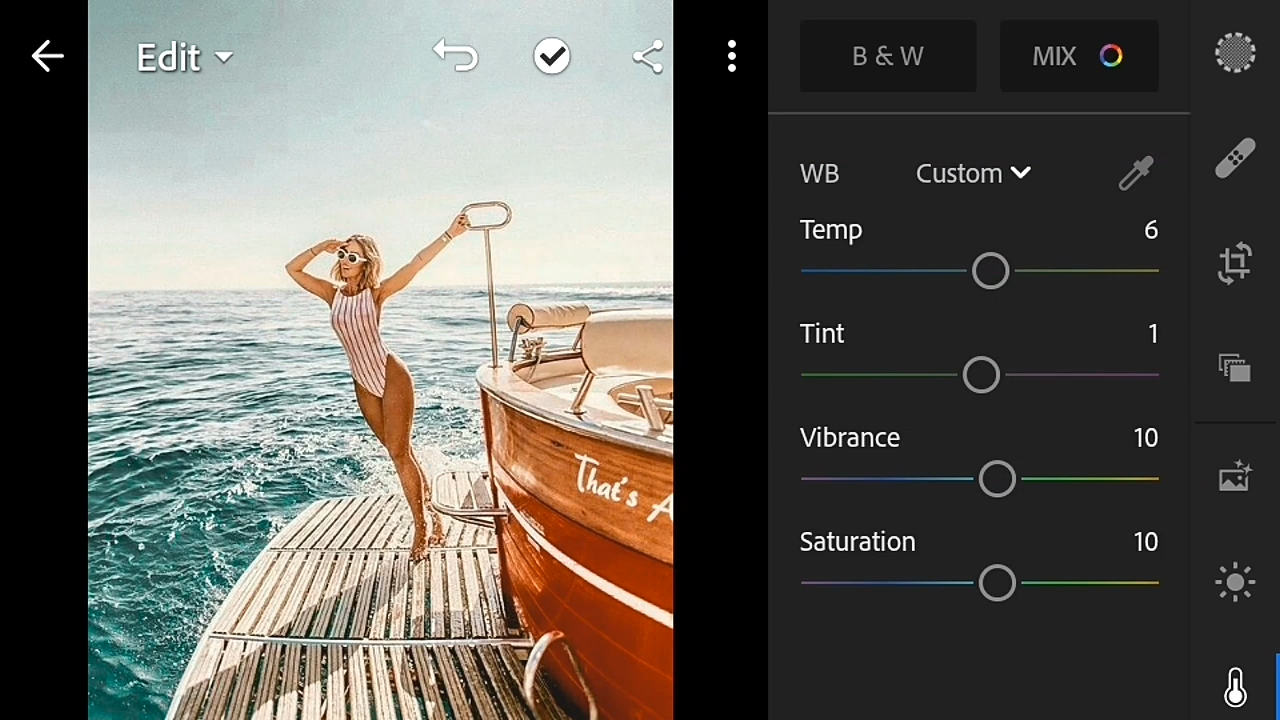 Edit
B & W
MIX
WB
Custom
Temp
6
Tint
1
Vibrance
10
Saturation
10
That's A